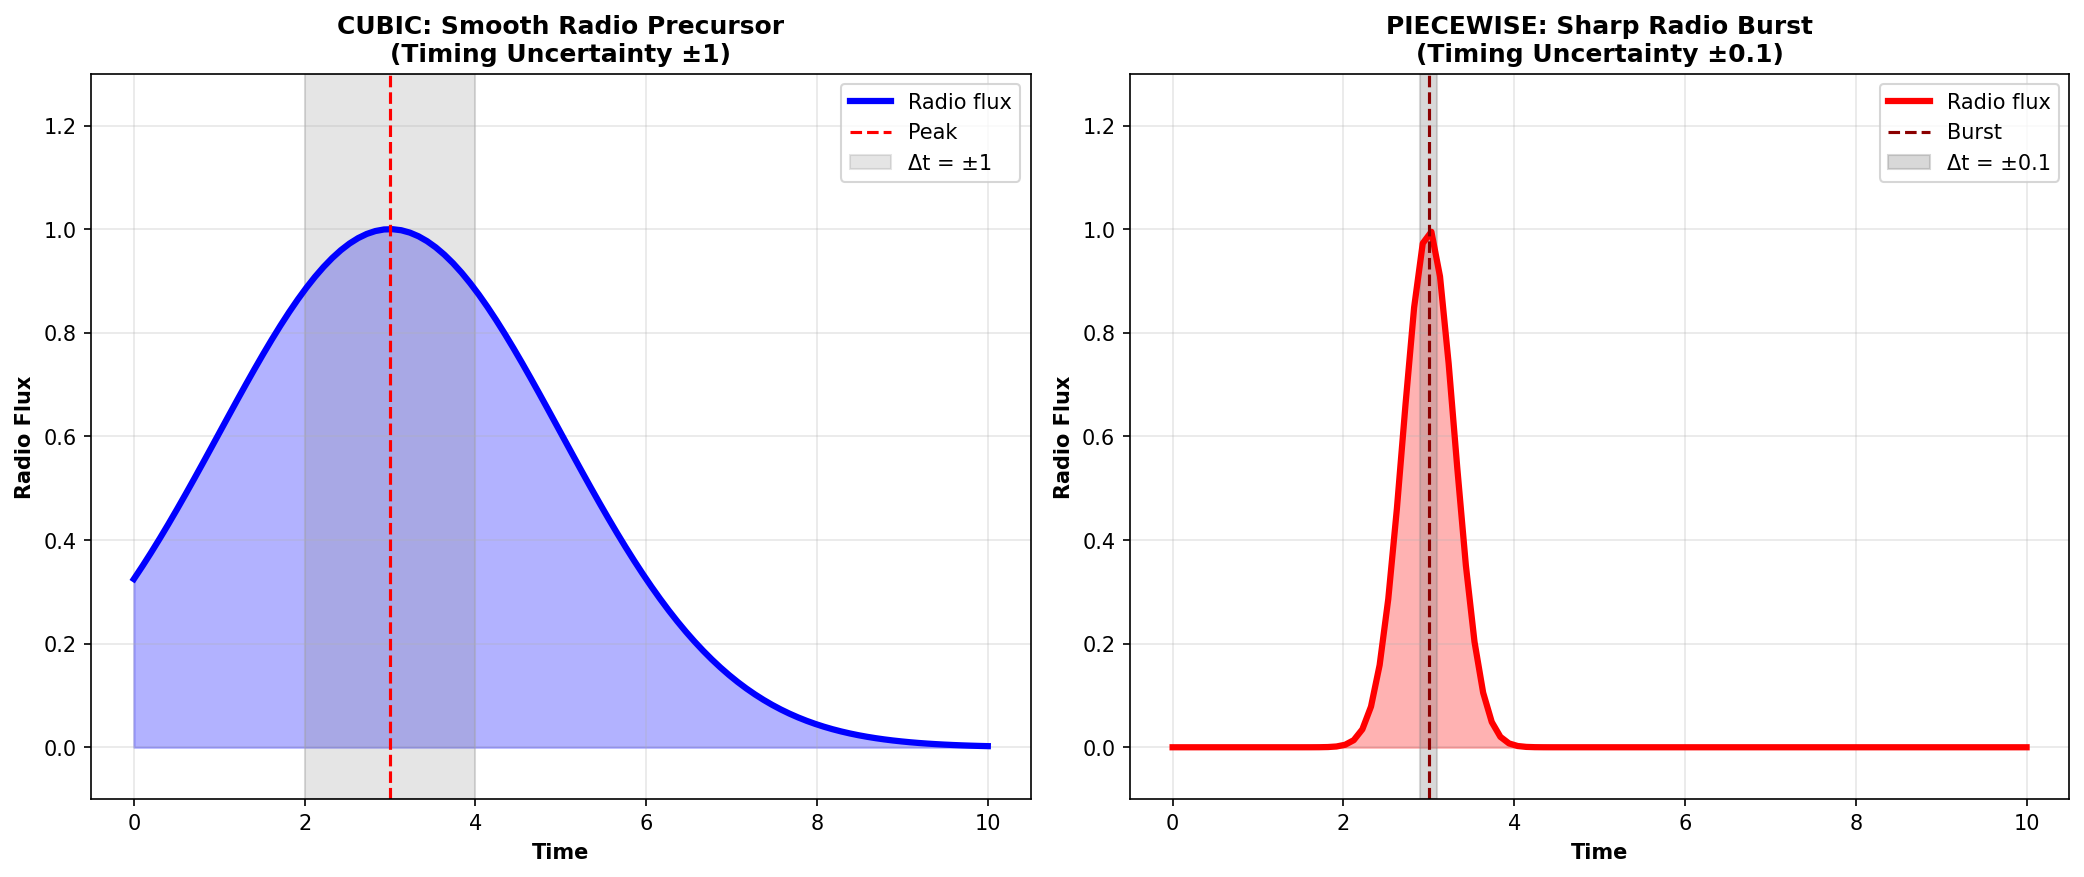 CUBIC: Smooth Radio Precursor
(Timing Uncertainty ±1)
Radio flux
Peak
Δt = ±1
Radio Flux
1.2
1.0
0.8
0.6
0.4
0.2
0.0
0 2 4 6 8 10
Time
PIECEWISE: Sharp Radio Burst
(Timing Uncertainty ±0.1)
Radio flux
Burst
Δt = ±0.1
Radio Flux
1.2
1.0
0.8
0.6
0.4
0.2
0.0
0 2 4 6 8 10
Time